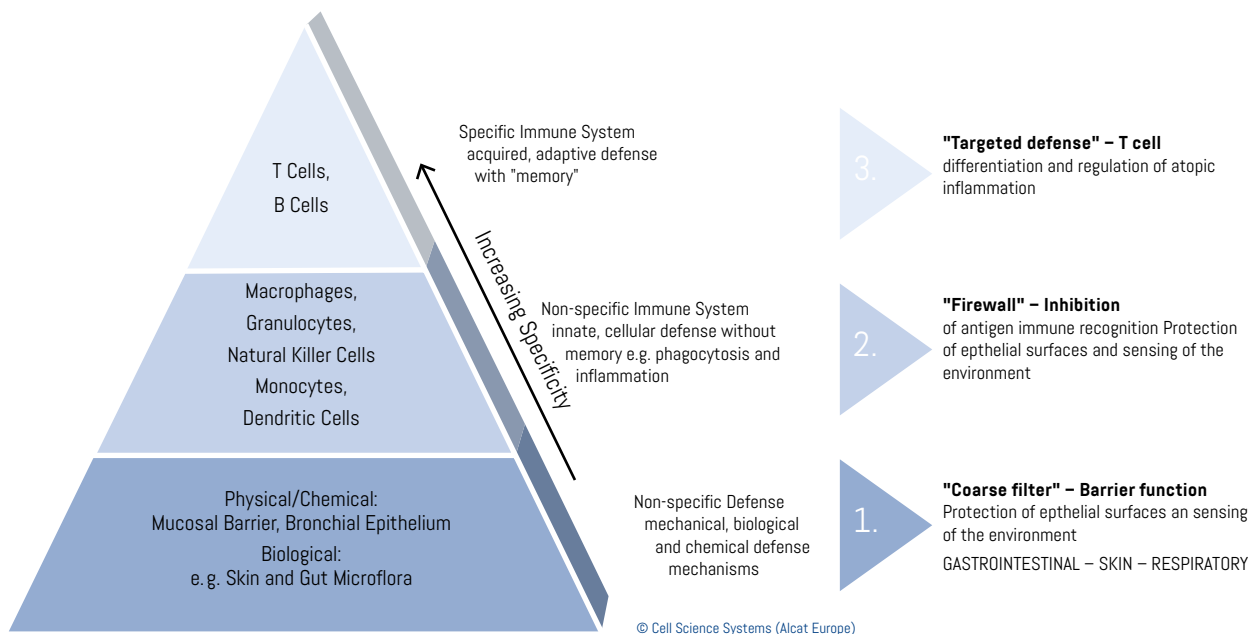 T Cells,
B Cells
Macrophages,
Granulocytes,
Natural Killer Cells
Monocytes,
Dendritic Cells
Physical/Chemical:
Mucosal Barrier, Bronchial Epithelium
Biological:
e. g. Skin and Gut Microflora
Increasing Specificity
Specific Immune System
acquired, adaptive defense
with "memory"
Non-specific Immune System
innate, cellular defense without
memory e.g. phagocytosis and
inflammation
Non-specific Defense
mechanical, biological
and chemical defense
mechanisms
3.
"Targeted defense" – T cell
differentiation and regulation of atopic
inflammation
2.
"Firewall" – Inhibition
of antigen immune recognition Protection
of epthelial surfaces and sensing of the
environment
1.
"Coarse filter" – Barrier function
Protection of epthelial surfaces an sensing
of the environment
GASTROINTESTINAL – SKIN – RESPIRATORY
© Cell Science Systems (Alcat Europe)